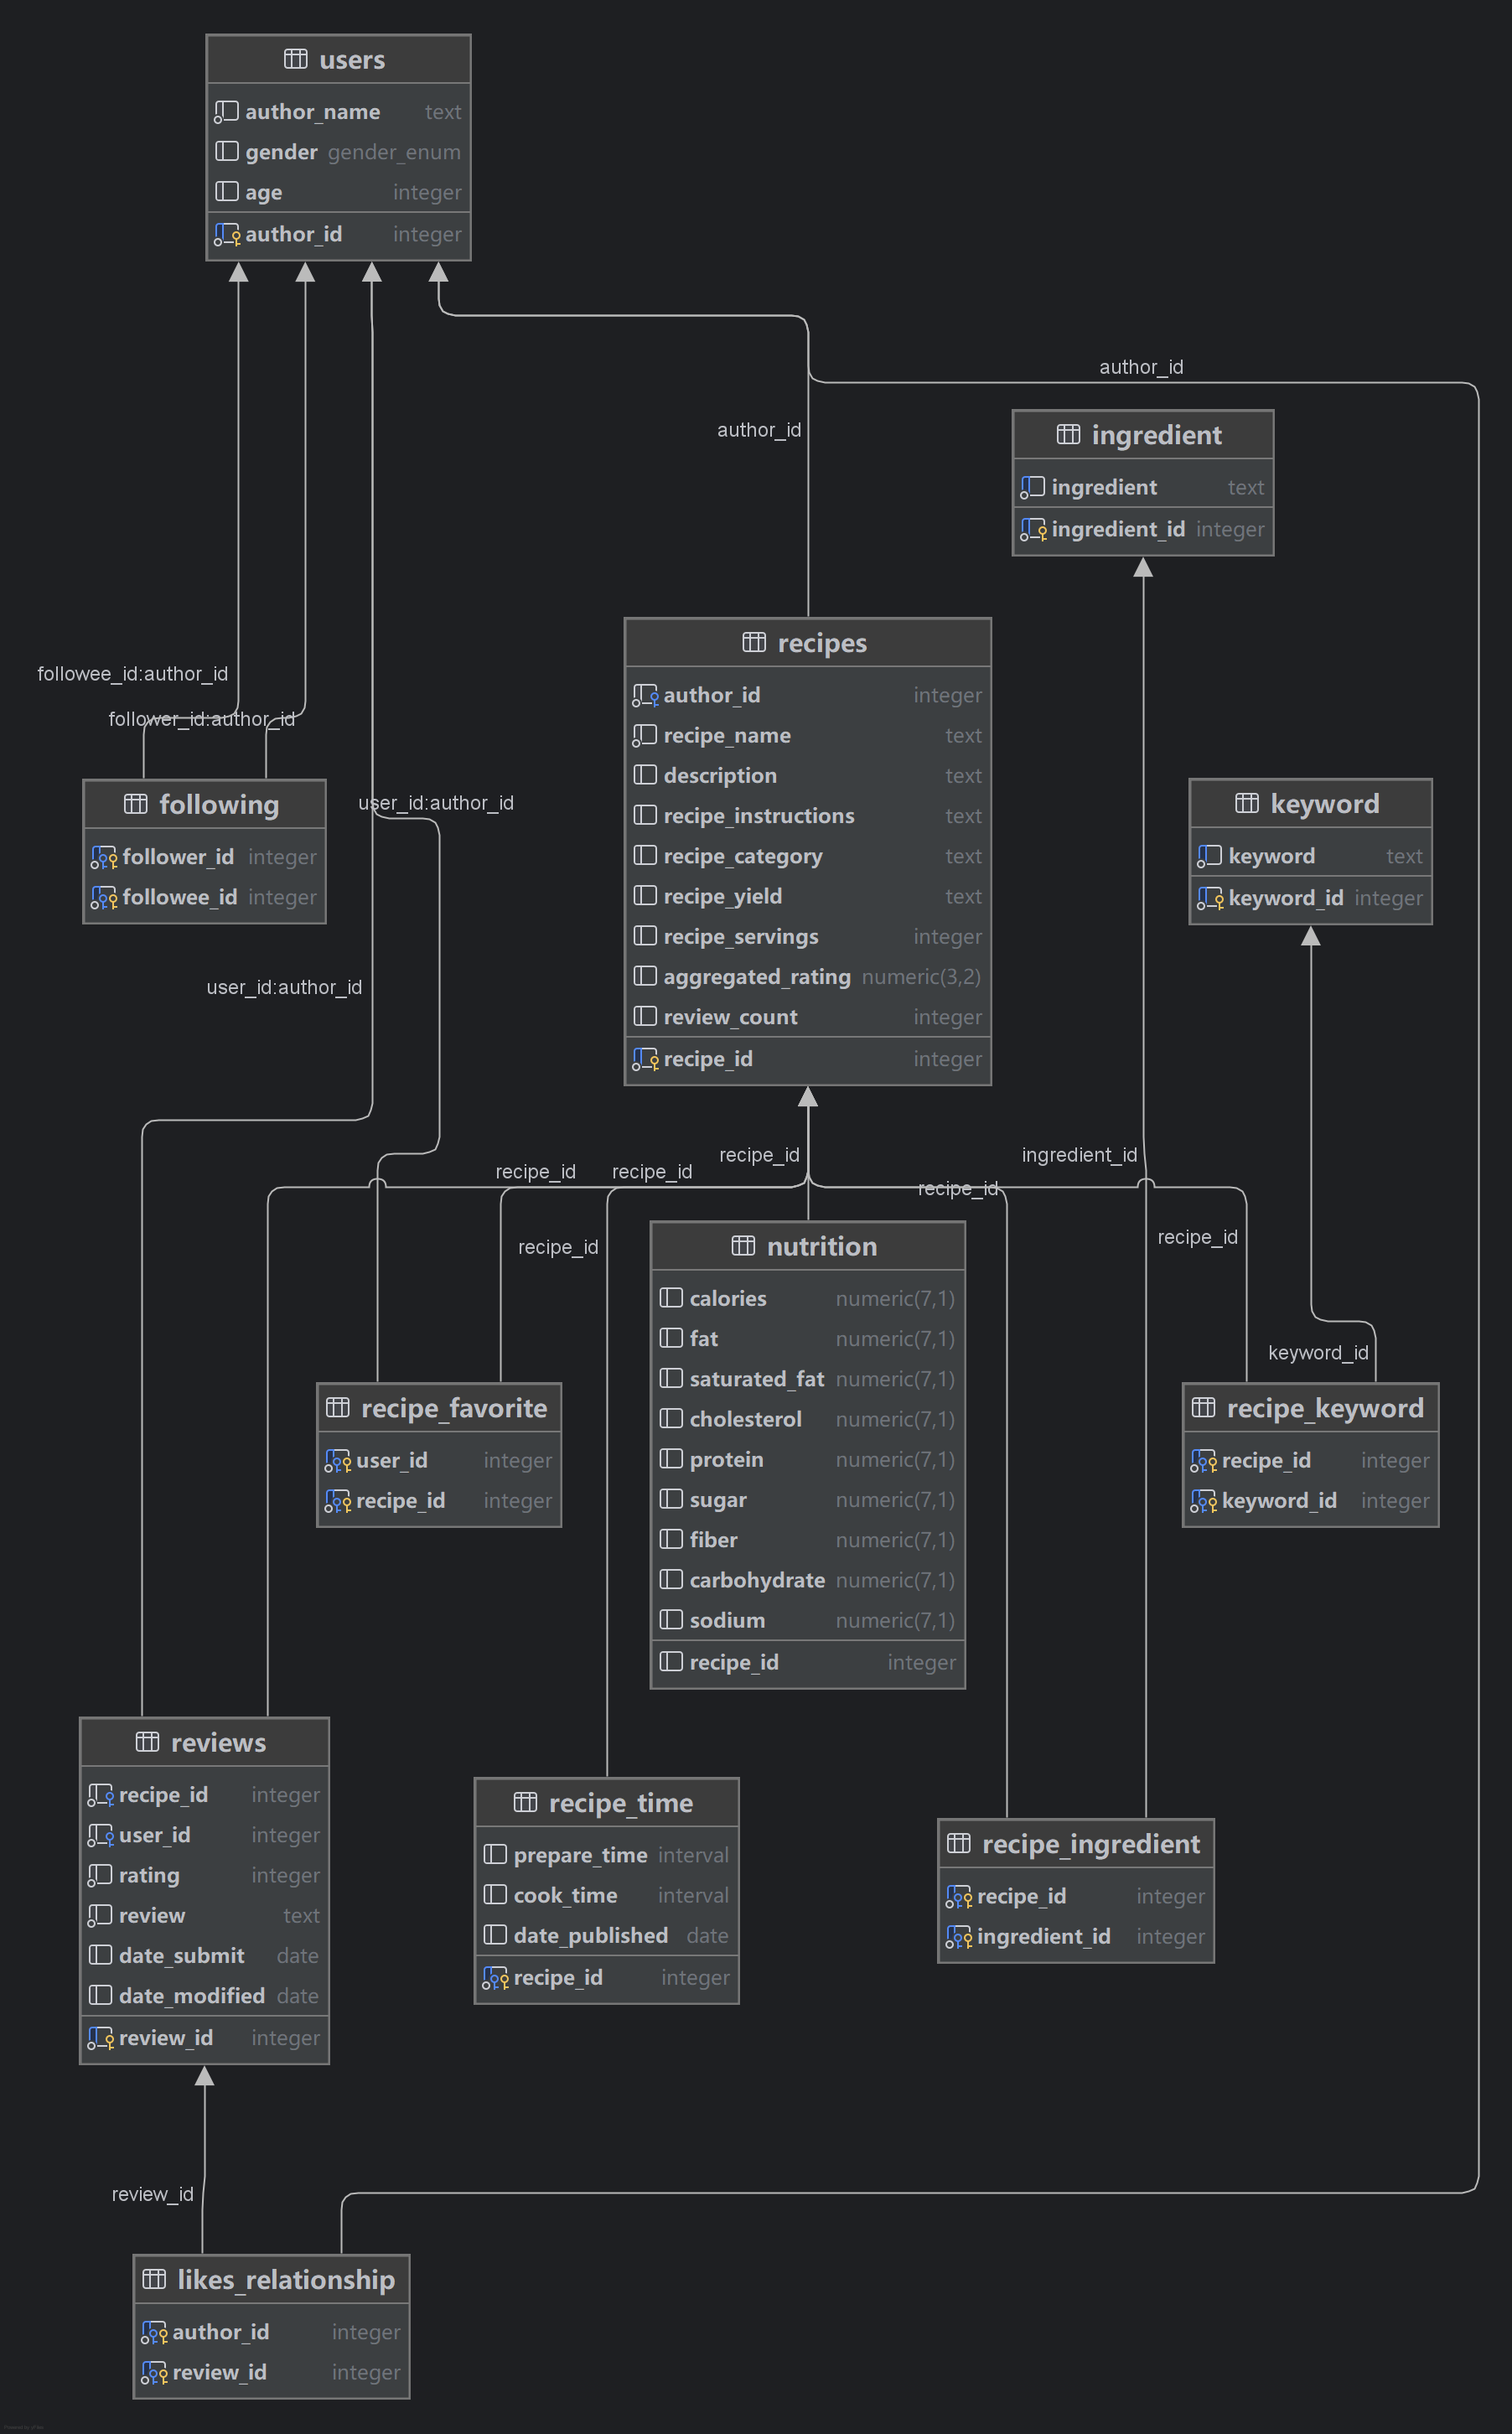 users
author_name text
gender gender_enum
age integer
author_id integer
author_id
author_id
ingredient
ingredient text
ingredient_id integer
followee_id:author_id
follower_id:author_id
recipes
author_id integer
recipe_name text
description text
recipe_instructions text
recipe_category text
recipe_yield text
recipe_servings integer
aggregated_rating numeric(3,2)
review_count integer
recipe_id integer
following
follower_id integer
followee_id integer
user_id:author_id
user_id:author_id
keyword
keyword text
keyword_id integer
recipe_id
recipe_id
recipe_id
ingredient_id
recipe_id
recipe_id
recipe_id
keyword_id
nutrition
calories numeric(7,1)
fat numeric(7,1)
saturated_fat numeric(7,1)
cholesterol numeric(7,1)
protein numeric(7,1)
sugar numeric(7,1)
fiber numeric(7,1)
carbohydrate numeric(7,1)
sodium numeric(7,1)
recipe_id integer
recipe_favorite
user_id integer
recipe_id integer
recipe_keyword
recipe_id integer
keyword_id integer
reviews
recipe_id integer
user_id integer
rating integer
review text
date_submit date
date_modified date
review_id integer
recipe_time
prepare_time interval
cook_time interval
date_published date
recipe_id integer
recipe_ingredient
recipe_id integer
ingredient_id integer
review_id
likes_relationship
author_id integer
review_id integer